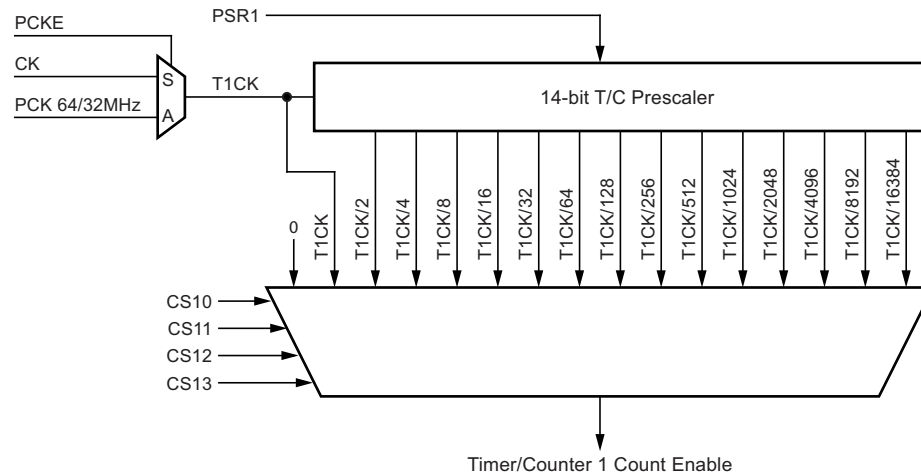 PSR1
PCKE
CK
PCK 64/32MHz
S
A
T1CK
14-bit T/C Prescaler
0
T1CK
T1CK/2
T1CK/4
T1CK/8
T1CK/16
T1CK/32
T1CK/64
T1CK/128
T1CK/256
T1CK/512
T1CK/1024
T1CK/2048
T1CK/4096
T1CK/8192
T1CK/16384
CS10
CS11
CS12
CS13
Timer/Counter 1 Count Enable